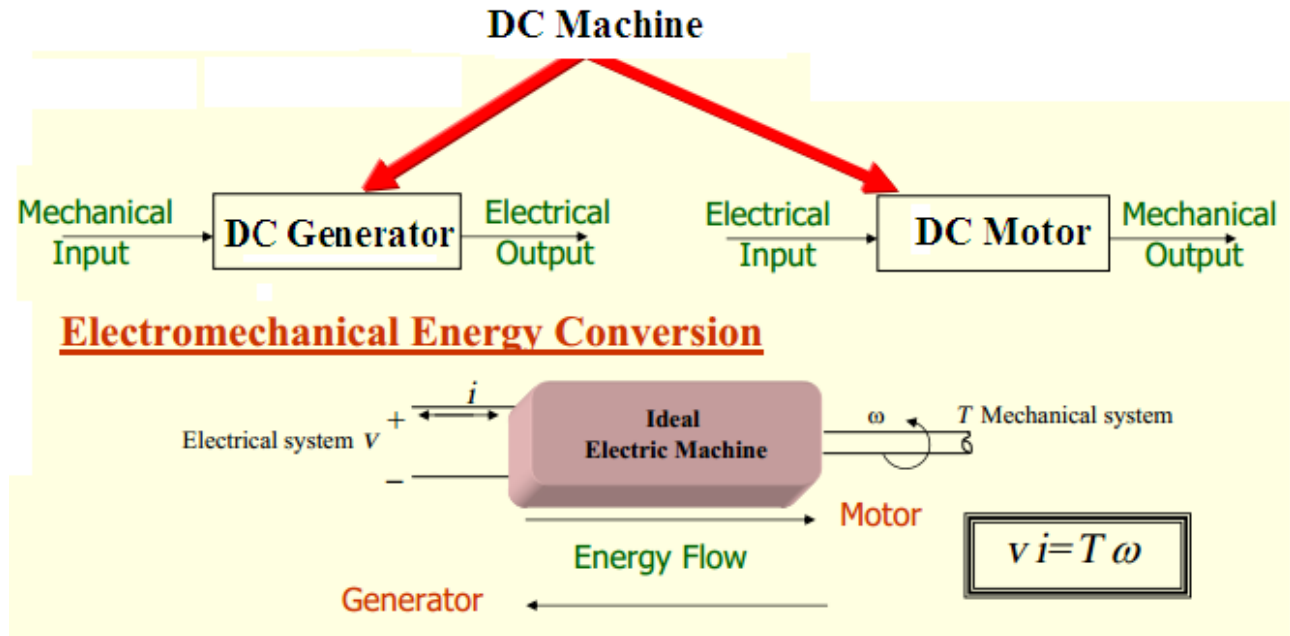 DC Machine
Mechanical Input
DC Generator
Electrical Output
Electrical Input
DC Motor
Mechanical Output
Electromechanical Energy Conversion
i
+
Electrical system V
−
Ideal
Electric Machine
ω
T Mechanical system
Motor
Energy Flow
Generator
v i=T ω